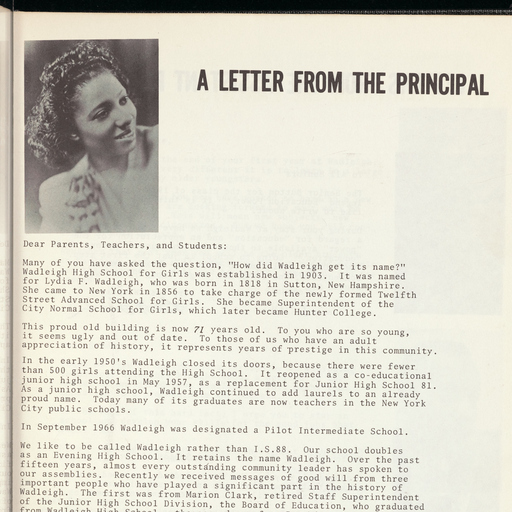 A LETTER FROM THE PRINCIPAL
Dear Parents, Teachers, and Students:
Many of you have asked the question, "How did Wadleigh get its name?"
Wadleigh High School for Girls was established in 1903.  It was named
for Lydia F. Wadleigh, who was born in 1818 in Sutton, New Hampshire.
She came to New York in 1856 to take charge of the newly formed Twelfth
Street Advanced School for Girls.  She became Superintendent of the
City Normal School for Girls, which later became Hunter College.
This proud old building is now 71 years old.  To you who are so young,
it seems ugly and out of date.  To those of us who have an adult
appreciation of history, it represents years of prestige in this community.
In the early 1950's Wadleigh closed its doors, because there were fewer
than 500 girls attending the High School.  It reopened as a co-educational
junior high school in May 1957, as a replacement for Junior High School 81.
As a junior high school, Wadleigh continued to add laurels to an already
proud name.  Today many of its graduates are now teachers in the New York
City public schools.
In September 1966 Wadleigh was designated a Pilot Intermediate School.
We like to be called Wadleigh rather than I.S.88.  Our school doubles
as an Evening High School.  It retains the name Wadleigh.  Over the past
fifteen years, almost every outstanding community leader has spoken to
our assemblies.  Recently we received messages of good will from three
important people who have played a significant part in the history of
Wadleigh.  The first was from Marion Clark, retired Staff Superintendent
of the Junior High School Division, the Board of Education, who graduated
from Wadleigh High School